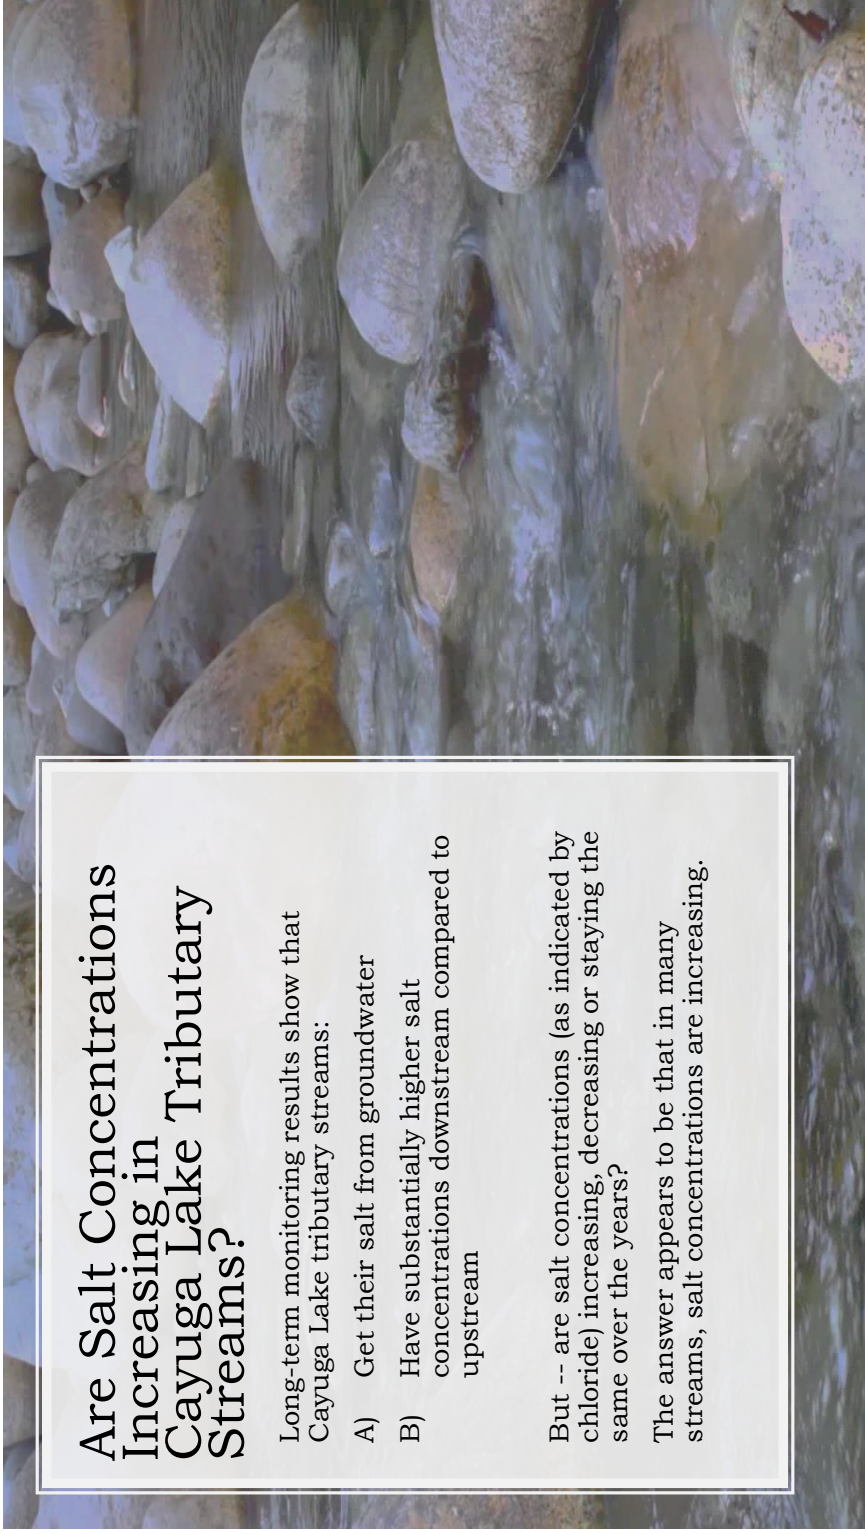 Are Salt Concentrations
Increasing in
Cayuga Lake Tributary
Streams?
Long-term monitoring results show that
Cayuga Lake tributary streams:
A) Get their salt from groundwater
B) Have substantially higher salt
concentrations downstream compared to
upstream
But -- are salt concentrations (as indicated by
chloride) increasing, decreasing or staying the
same over the years?
The answer appears to be that in many
streams, salt concentrations are increasing.